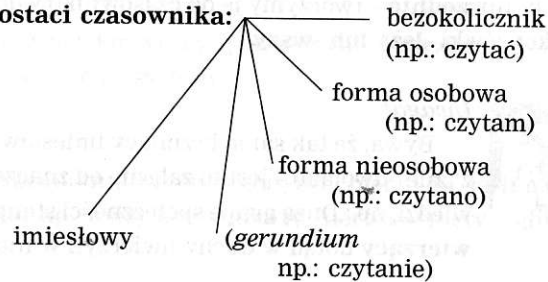 ostaci czasownika:
bezokolicznik
(np.: czytać)
forma osobowa
(np.: czytam)
forma nieosobowa
(np.: czytano)
imiesłowy
(gerundium
np.: czytanie)